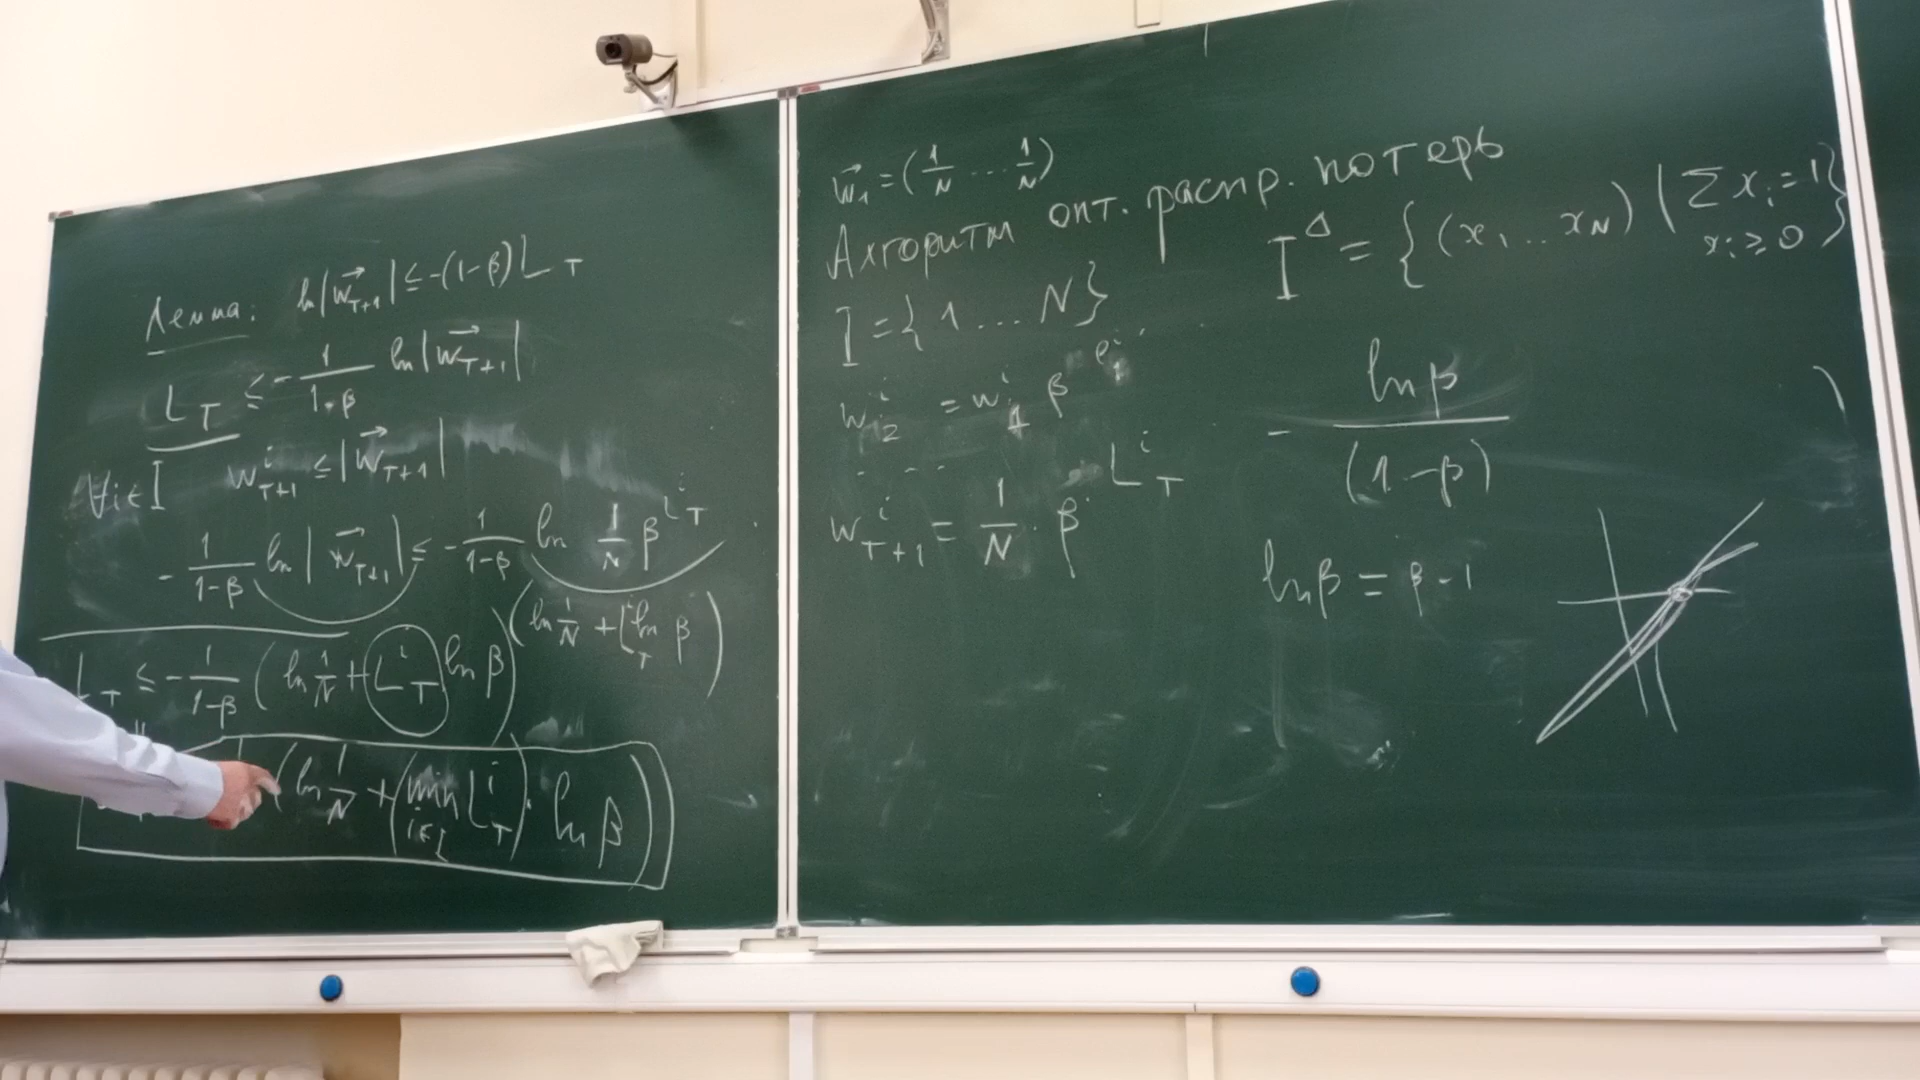 Лемма: ln|w⃗_{T+1}| ≤ -(1-β) L_T
L_T ≤ - 1/(1-β) ln|w⃗_{T+1}|
∀i∈I w^i_{T+1} ≤ |w⃗_{T+1}|
- 1/(1-β) ln|w⃗_{T+1}| ≤ - 1/(1-β) ln 1/N β^{L^i_T}
(ln 1/N + L^i_T ln β)
L_T ≤ - 1/(1-β) (ln 1/N + L^i_T ln β)
(ln 1/N + (min_{i∈I} L^i_T) · ln β)
w⃗_1 = (1/N ... 1/N)
Алгоритм опт. распр. потерь
I = {1 ... N}
I^Δ = {(x_1 ... x_N) | Σx_i = 1, x_i ≥ 0}
w^i_2 = w^i_1 β^{ℓ^i_1}
. . . .
w^i_{T+1} = 1/N · β^{L^i_T}
- lnβ/(1-β)
lnβ = β - 1